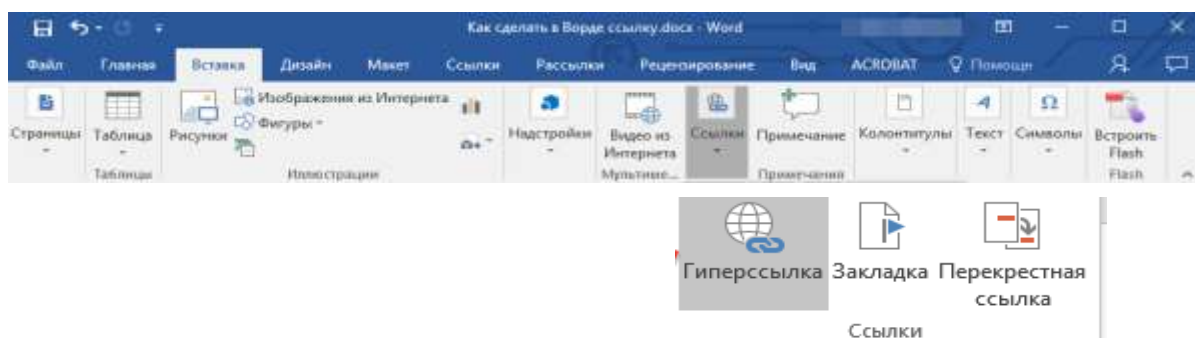 Как сделать в Ворде ссылку.docx - Word
Файл Главная Вставка Дизайн Макет Ссылки Рассылки Рецензирование Вид ACROBAT Помощн
Страницы Таблица Рисунки Изображения из Интернета Фигуры Надстройки Видео из Интернета Ссылки Примечание Колонтитулы Текст Символы Встроить Flash
Таблицы Иллюстрации Мультиме... Примечания Flash
Гиперссылка Закладка Перекрестная
ссылка
Ссылки